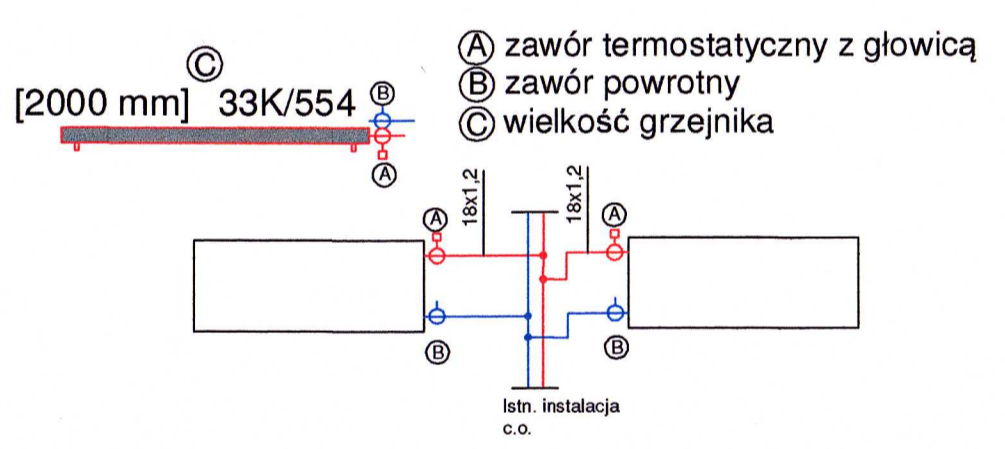 Ⓒ
[2000 mm] 33K/554
Ⓑ
Ⓐ
Ⓐ zawór termostatyczny z głowicą
Ⓑ zawór powrotny
Ⓒ wielkość grzejnika
18x1,2
18x1,2
Ⓐ
Ⓐ
Ⓑ
Ⓑ
Istn. instalacja
c.o.